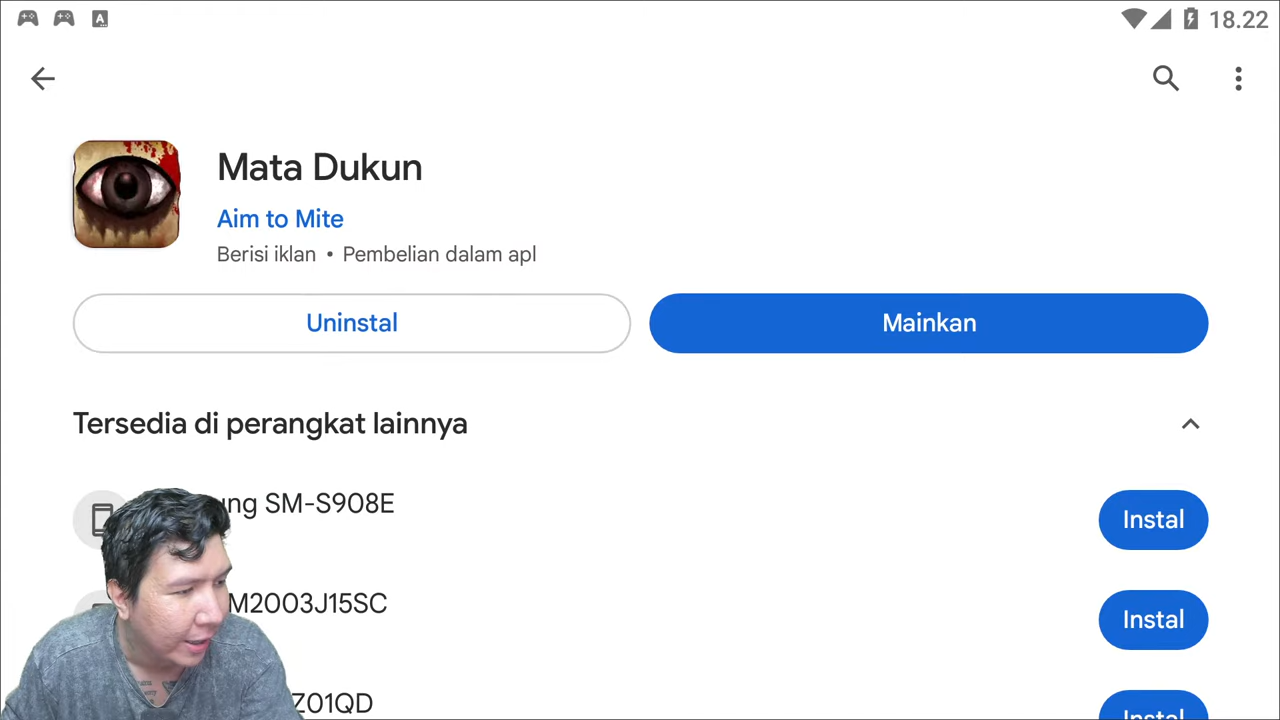 18.22
Mata Dukun
Aim to Mite
Berisi iklan • Pembelian dalam apl
Uninstal
Mainkan
Tersedia di perangkat lainnya
SM-S908E
Instal
M2003J15SC
Instal
Z01QD
Instal